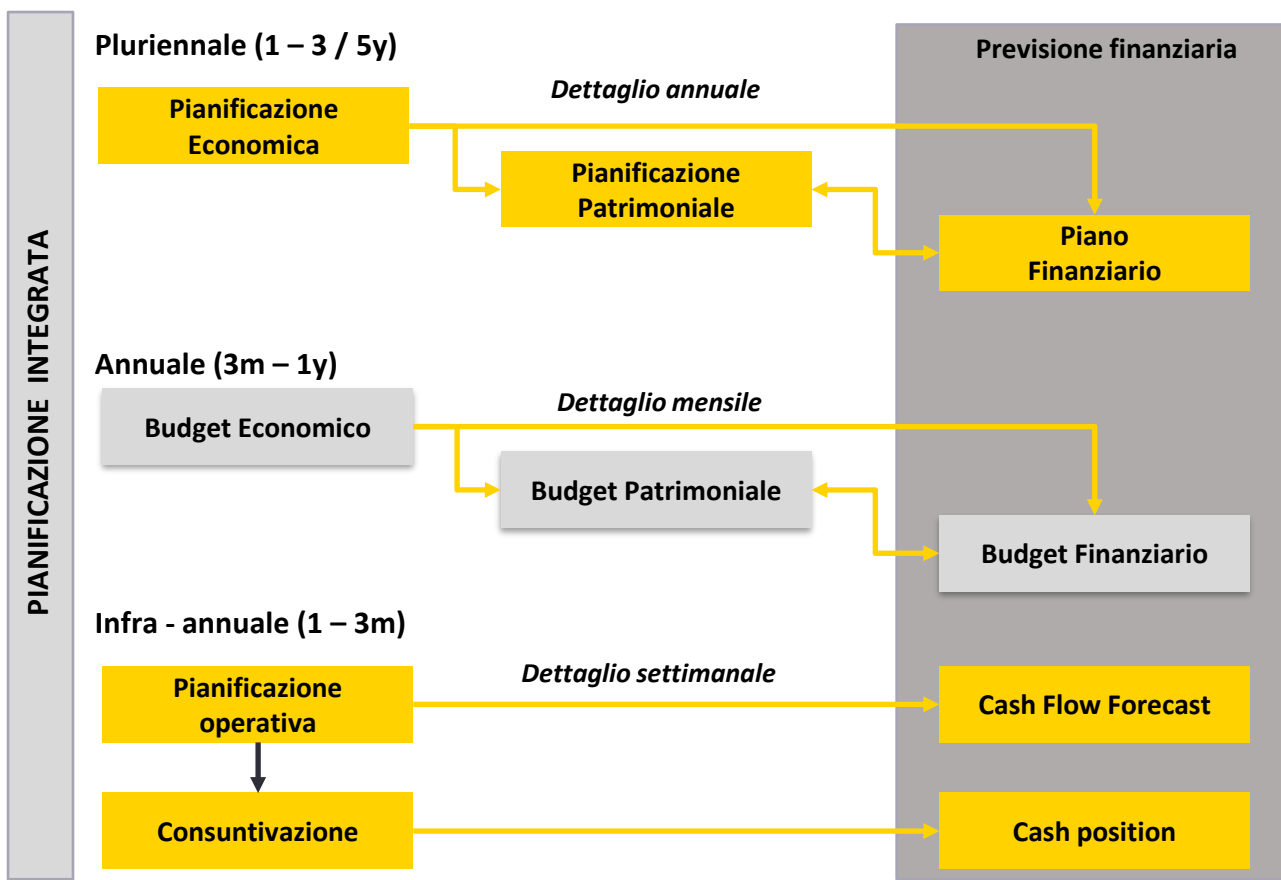 PIANIFICAZIONE INTEGRATA
Pluriennale (1 – 3 / 5y)
Previsione finanziaria
Dettaglio annuale
Pianificazione
Economica
Pianificazione
Patrimoniale
Piano
Finanziario
Annuale (3m – 1y)
Dettaglio mensile
Budget Economico
Budget Patrimoniale
Budget Finanziario
Infra - annuale (1 – 3m)
Dettaglio settimanale
Pianificazione
operativa
Cash Flow Forecast
Consuntivazione
Cash position